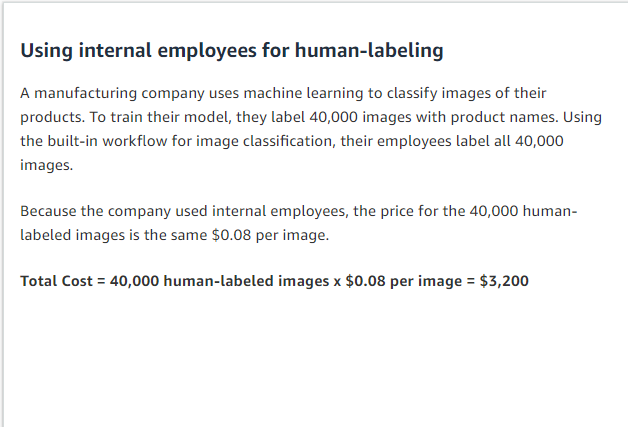 Using internal employees for human-labeling
A manufacturing company uses machine learning to classify images of their
products. To train their model, they label 40,000 images with product names. Using
the built-in workflow for image classification, their employees label all 40,000
images.
Because the company used internal employees, the price for the 40,000 human-
labeled images is the same $0.08 per image.
Total Cost = 40,000 human-labeled images x $0.08 per image = $3,200